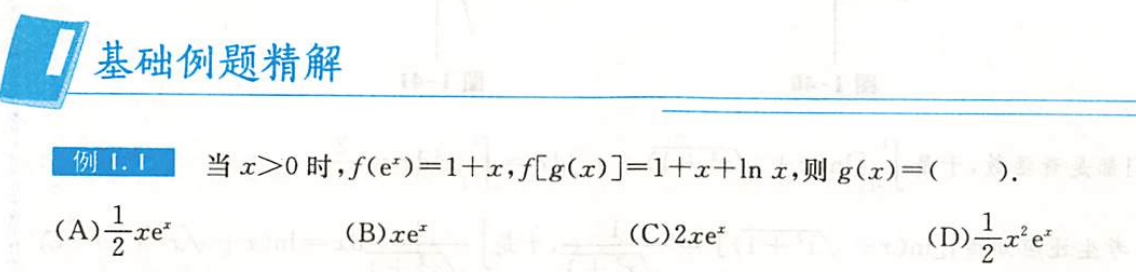 1 基础例题精解
例 1.1 当 x>0 时,f(eˣ)=1+x,f[g(x)]=1+x+ln x,则 g(x)=( ).
(A) 1/2 xeˣ (B) xeˣ (C) 2xeˣ (D) 1/2 x²eˣ